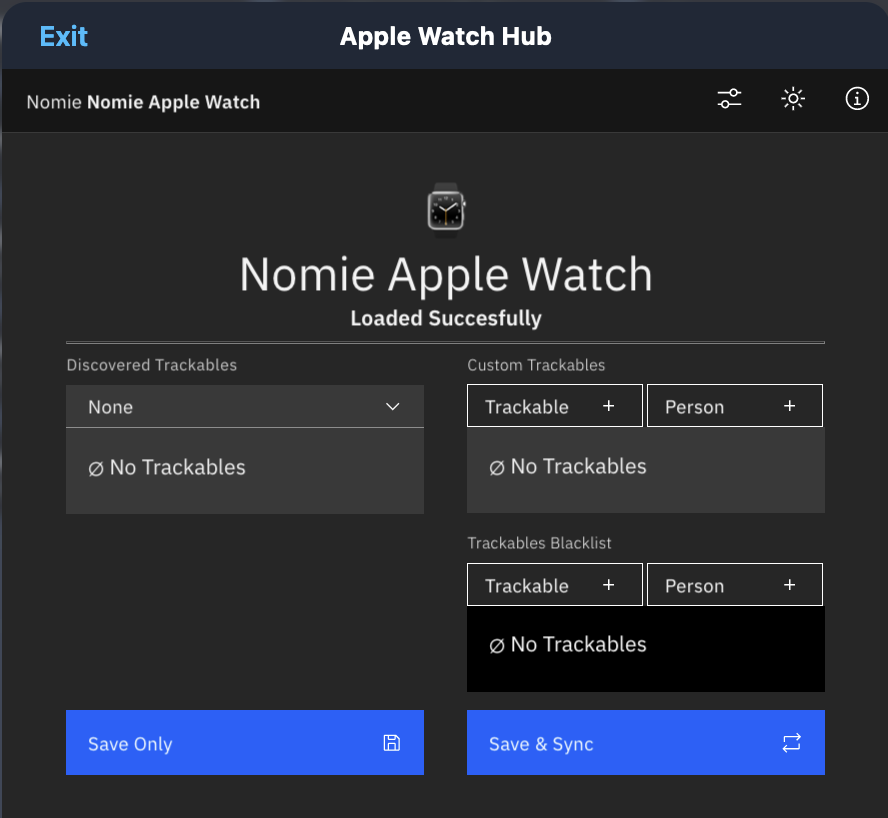 Exit
Apple Watch Hub
Nomie Nomie Apple Watch
Nomie Apple Watch
Loaded Succesfully
Discovered Trackables
None
∅ No Trackables
Custom Trackables
Trackable +
Person +
∅ No Trackables
Trackables Blacklist
Trackable +
Person +
∅ No Trackables
Save Only
Save & Sync